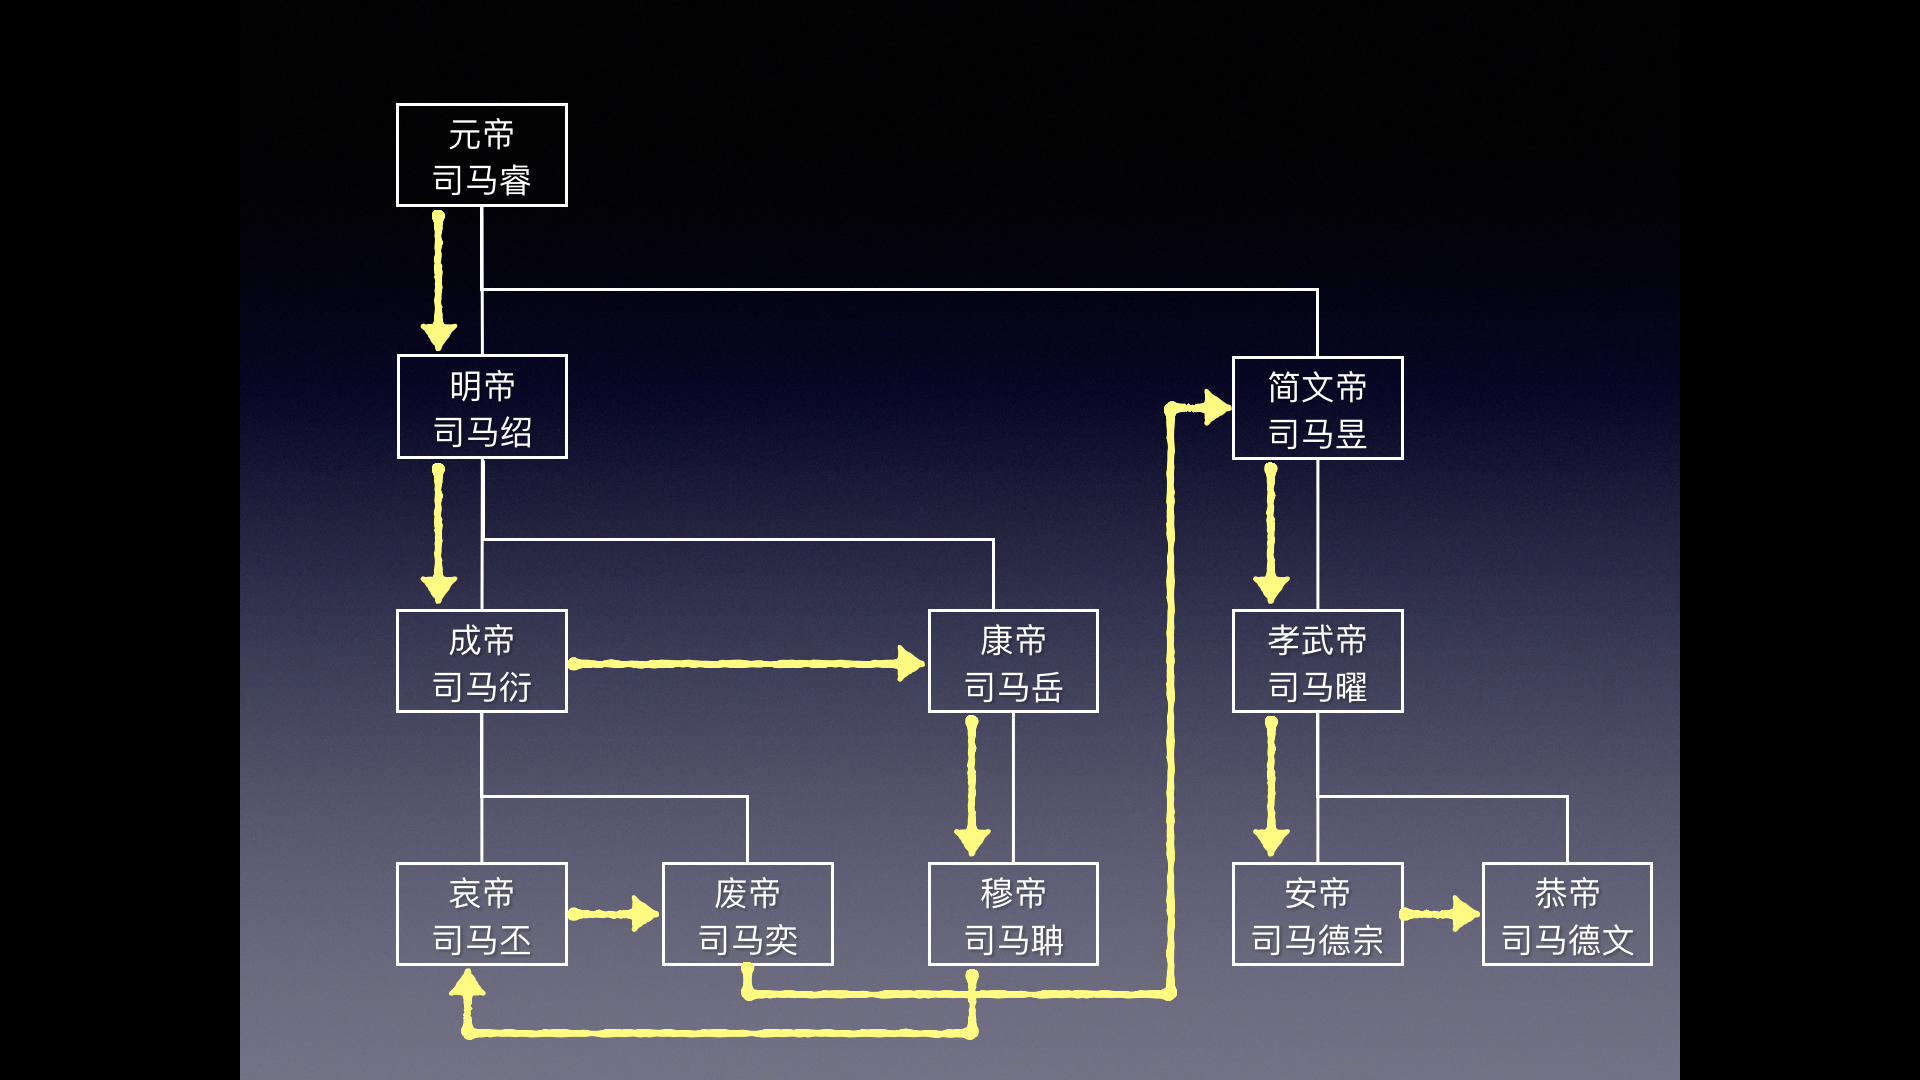 元帝
司马睿
明帝
司马绍
简文帝
司马昱
成帝
司马衍
康帝
司马岳
孝武帝
司马曜
哀帝
司马丕
废帝
司马奕
穆帝
司马聃
安帝
司马德宗
恭帝
司马德文